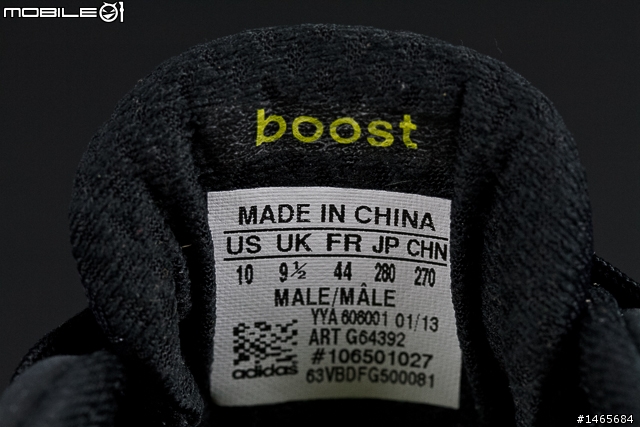 MOBILE01
boost
MADE IN CHINA
US UK FR JP CHN
10 9½ 44 280 270
MALE/MÂLE
YYA 606001 01/13
ART G64392
#106501027
adidas 63VBDFG500081
#1465684